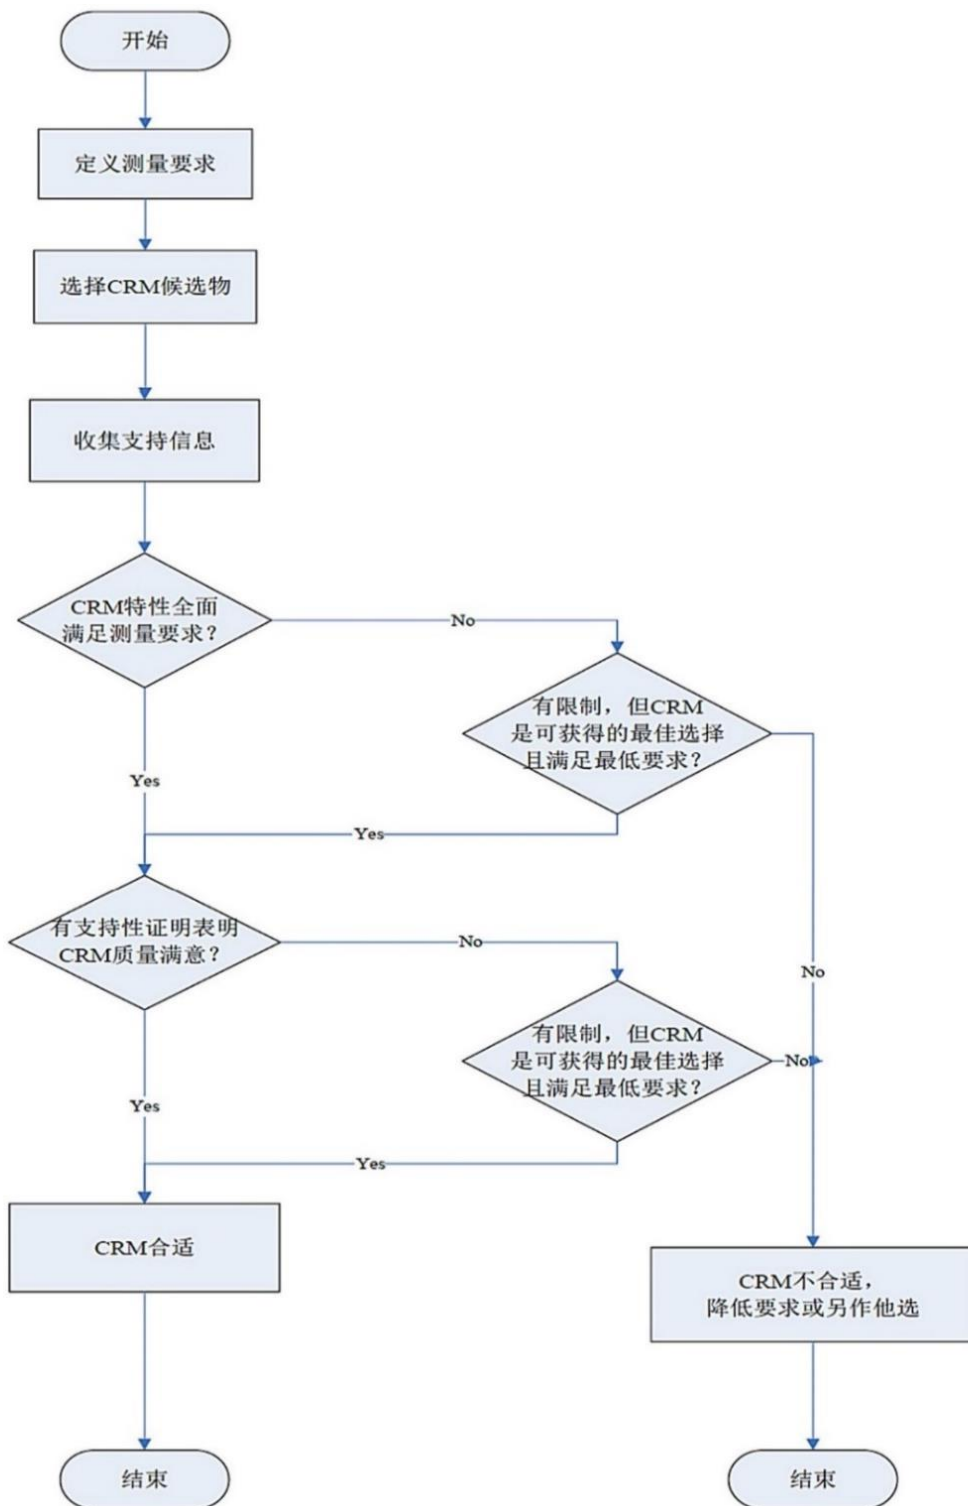 开始
定义测量要求
选择CRM候选物
收集支持信息
CRM特性全面
满足测量要求？
No
有限制，但CRM
是可获得的最佳选择
且满足最低要求？
Yes
Yes
有支持性证明表明
CRM质量满意？
No
No
有限制，但CRM
是可获得的最佳选择
且满足最低要求？
No
Yes
Yes
CRM合适
CRM不合适，
降低要求或另作他选
结束
结束